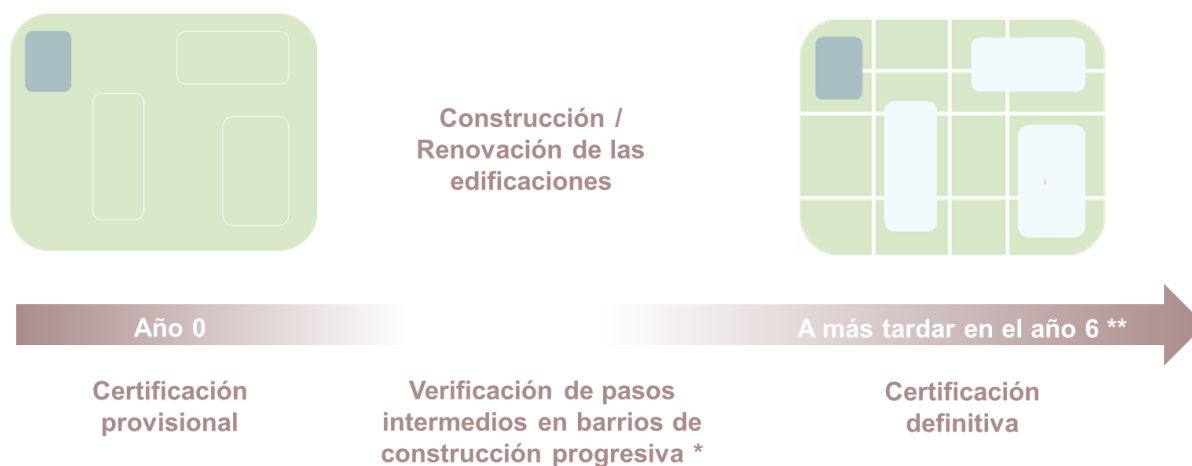 Construcción /
Renovación de las
edificaciones
Año 0
A más tardar en el año 6 **
Certificación
provisional
Verificación de pasos
intermedios en barrios de
construcción progresiva *
Certificación
definitiva